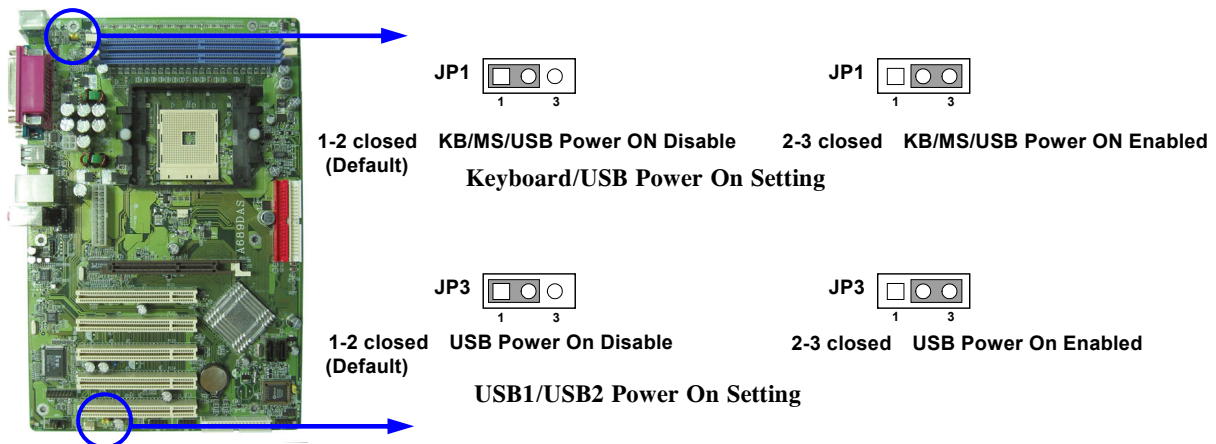 JP1
1 3
JP1
1 3
1-2 closed KB/MS/USB Power ON Disable
(Default)
2-3 closed KB/MS/USB Power ON Enabled
Keyboard/USB Power On Setting
A689DAS
JP3
1 3
JP3
1 3
1-2 closed USB Power On Disable
(Default)
2-3 closed USB Power On Enabled
USB1/USB2 Power On Setting